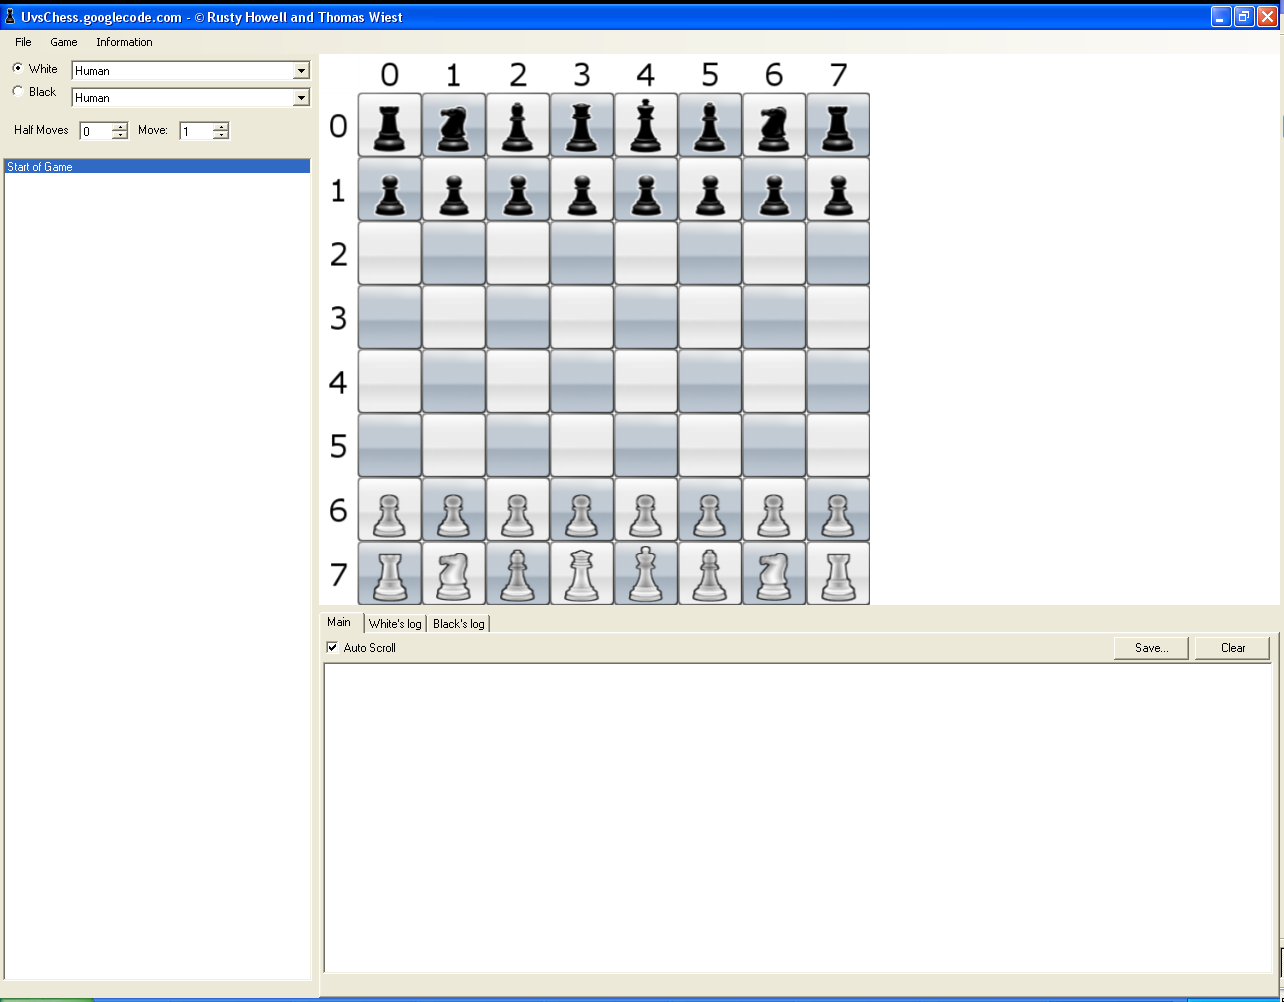 UvsChess.googlecode.com - © Rusty Howell and Thomas Wiest
File Game Information
White Human
Black Human
Half Moves 0 Move: 1
Start of Game
0 1 2 3 4 5 6 7
0
1
2
3
4
5
6
7
Main White's log Black's log
Auto Scroll Save... Clear